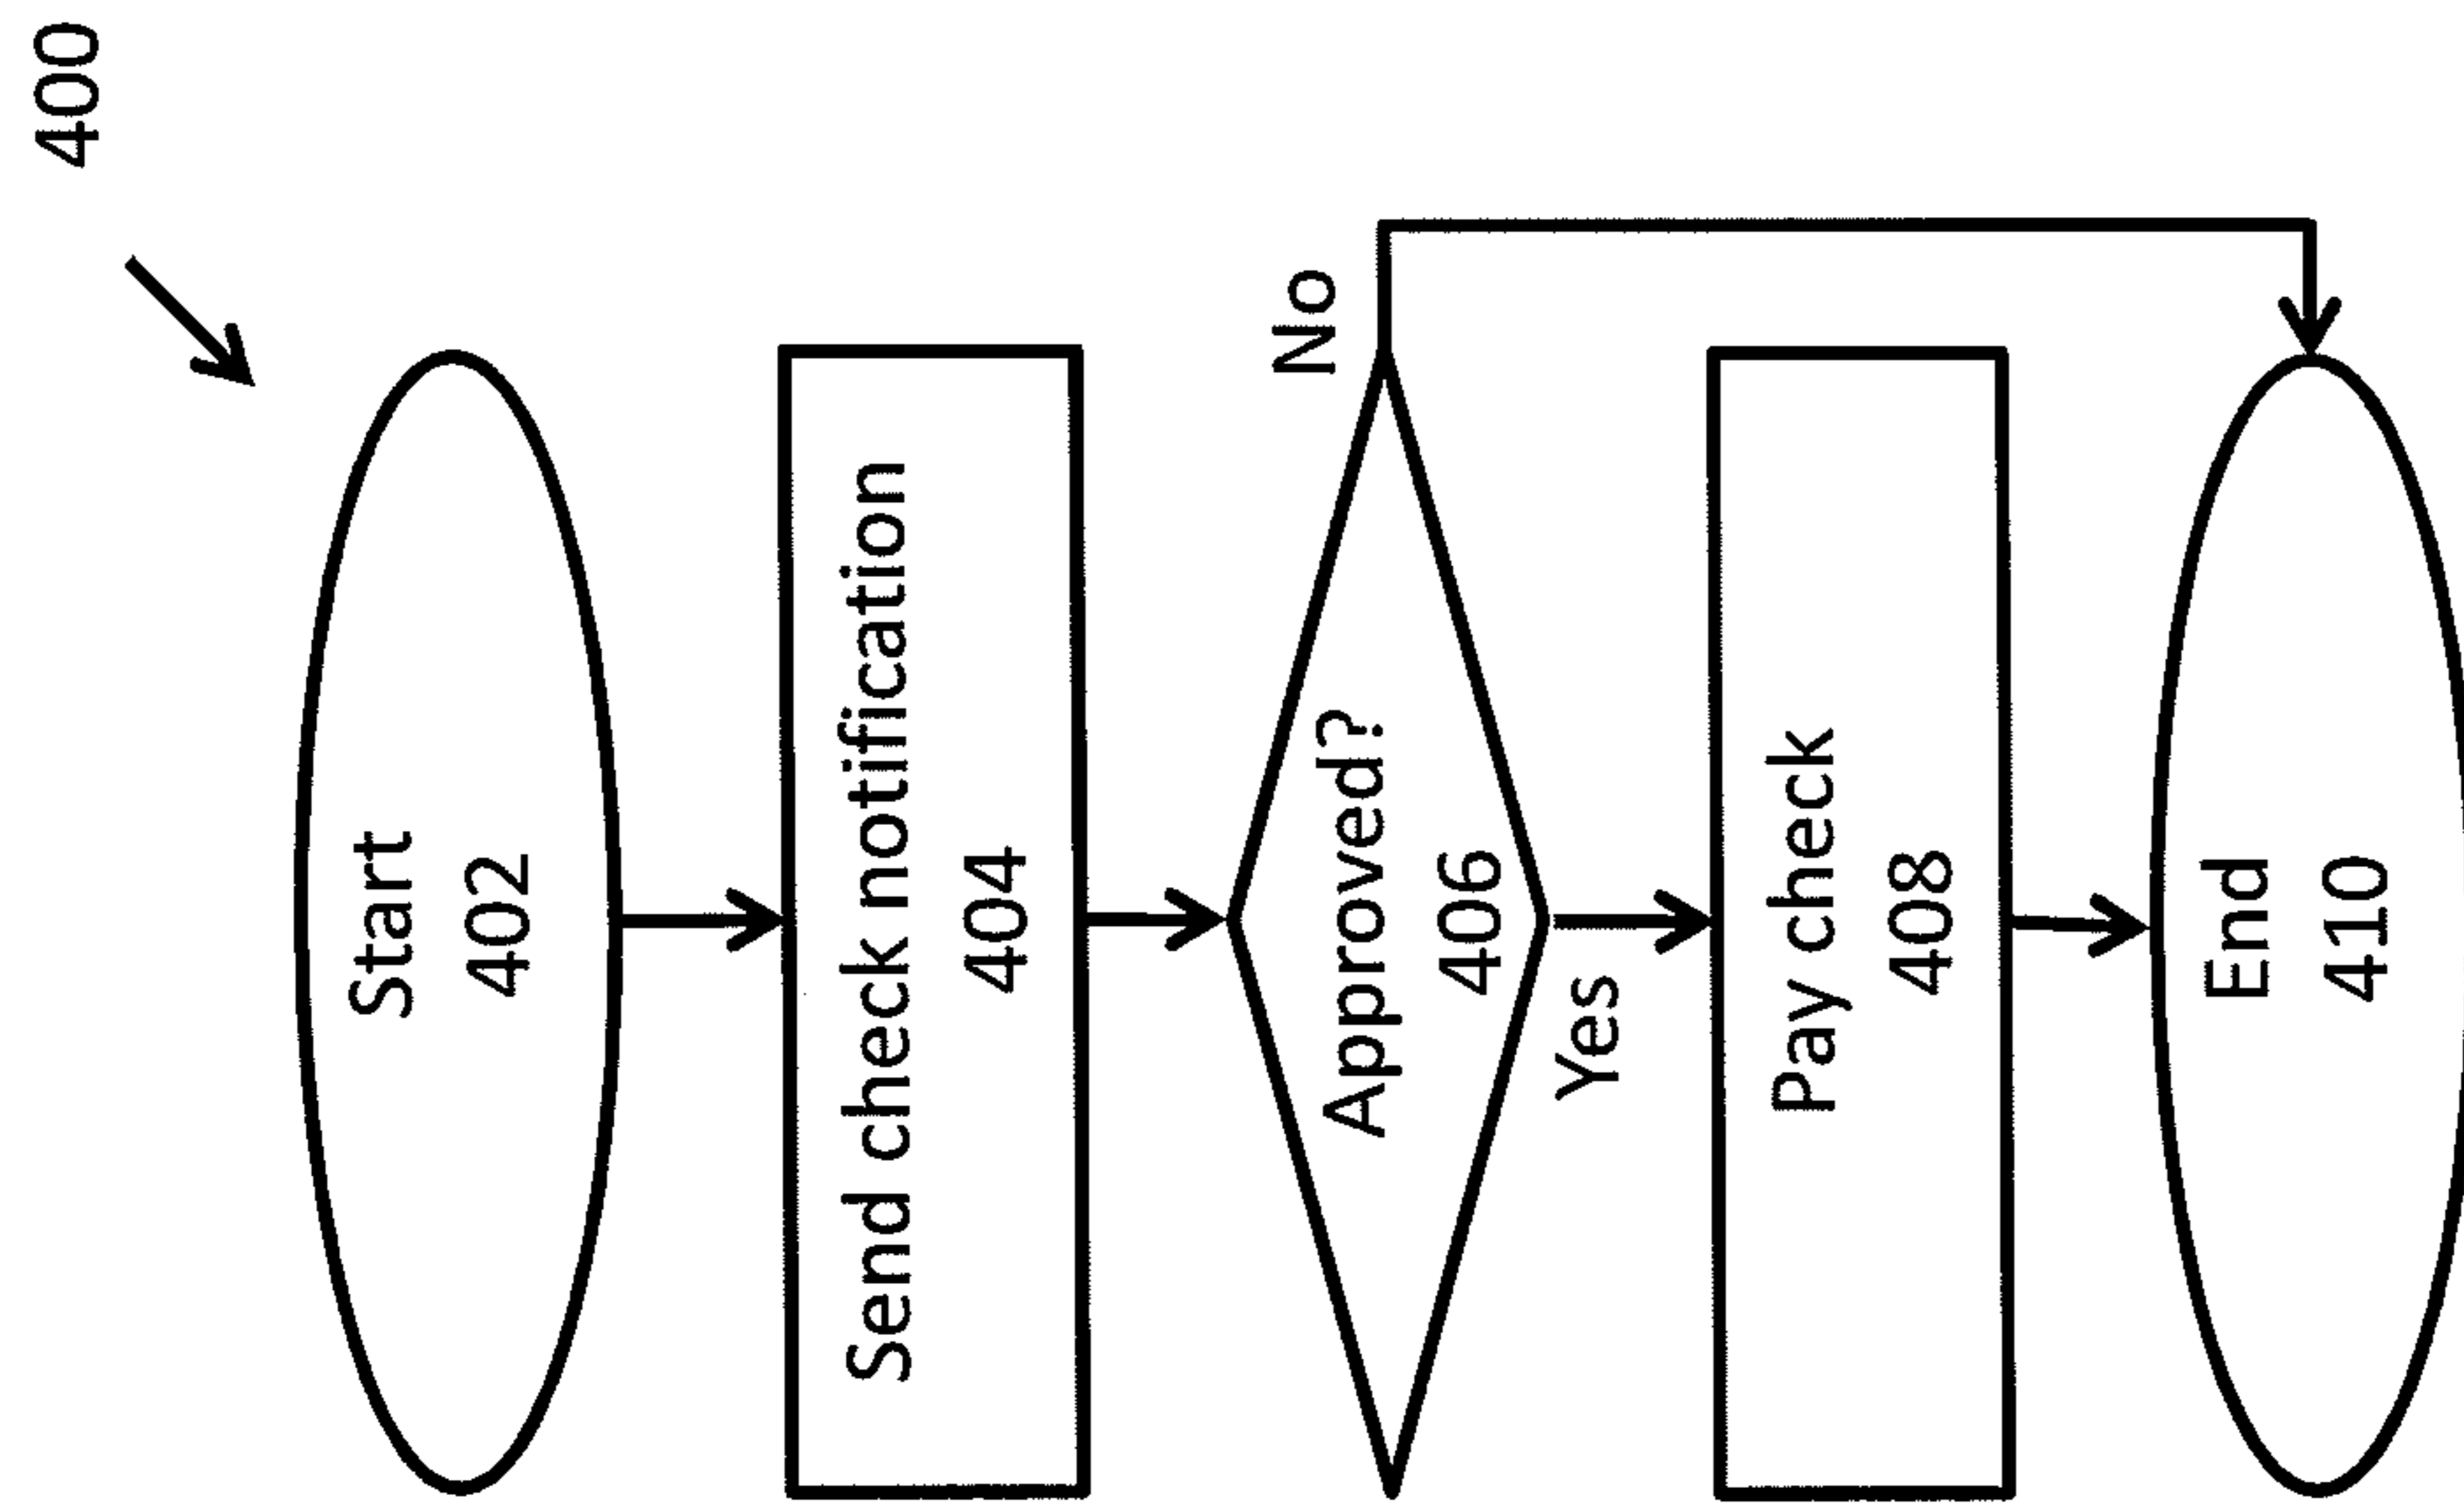 400
Start
402
Send check notification
404
Approved?
406
No
Yes
Pay check
408
End
410